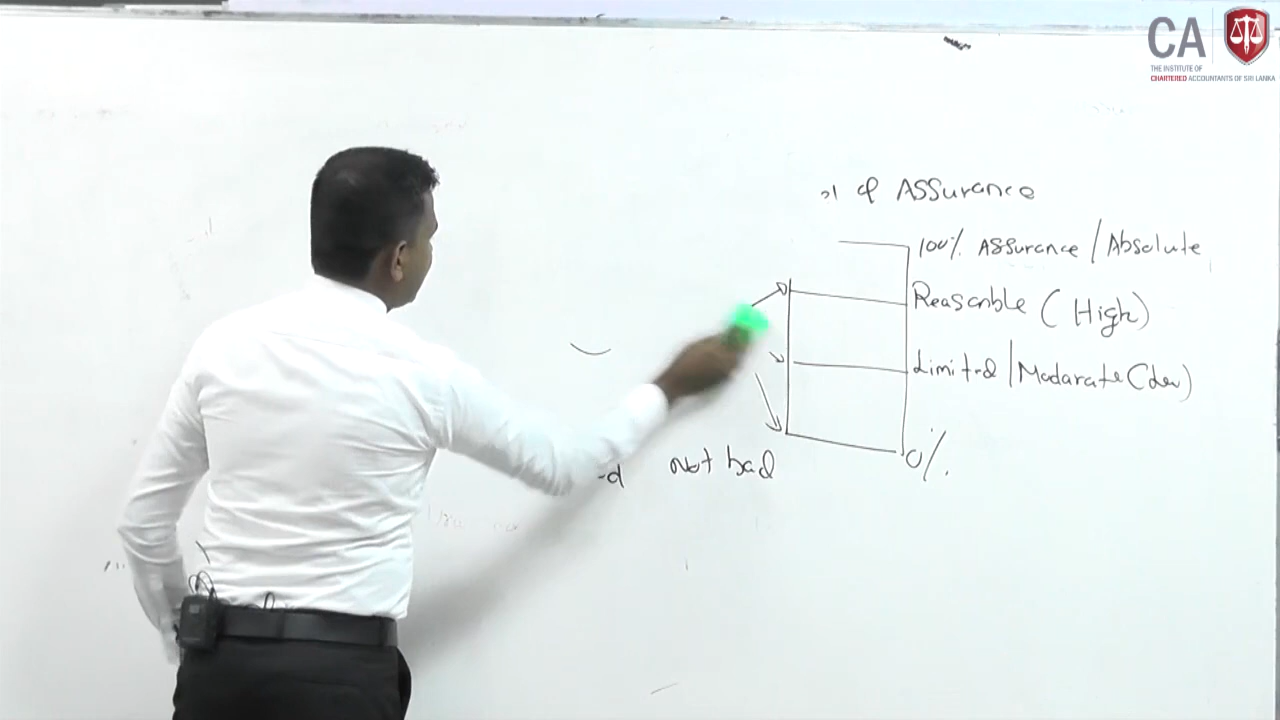 CA
THE INSTITUTE OF
CHARTERED ACCOUNTANTS OF SRI LANKA
of Assurance
100% Assurance / Absolute
Reasonble (High)
Limited / Modarate (Low)
0%
-d not bad